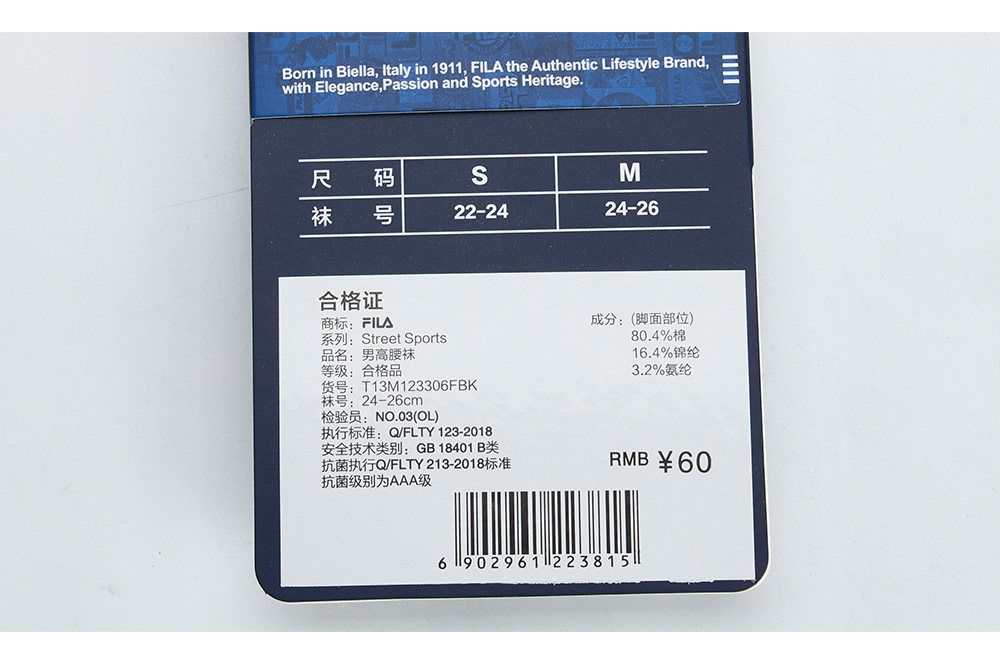 Born in Biella, Italy in 1911, FILA the Authentic Lifestyle Brand,
with Elegance,Passion and Sports Heritage.
尺 码 S M
袜 号 22-24 24-26
合格证
商标：FILA
系列：Street Sports
品名：男高腰袜
等级：合格品
货号：T13M123306FBK
袜号：24-26cm
检验员：NO.03(OL)
执行标准：Q/FLTY 123-2018
安全技术类别：GB 18401 B类
抗菌执行Q/FLTY 213-2018标准
抗菌级别为AAA级
成分：(脚面部位)
80.4%棉
16.4%锦纶
3.2%氨纶
RMB ¥60
6 902961 223815